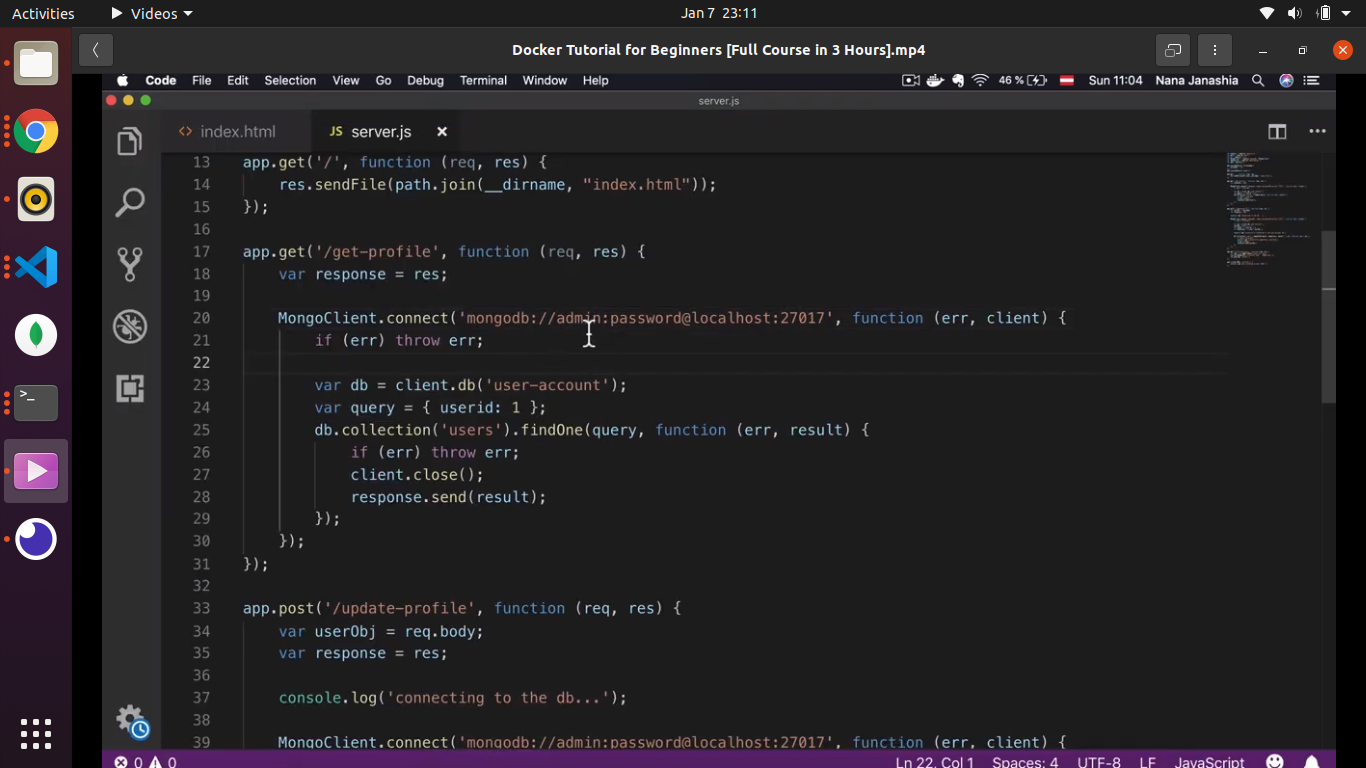 Activities Videos Jan 7 23:11
Docker Tutorial for Beginners [Full Course in 3 Hours].mp4
Code File Edit Selection View Go Debug Terminal Window Help 46 % Sun 11:04 Nana Janashia
server.js
<> index.html JS server.js
13 app.get('/', function (req, res) {
14 res.sendFile(path.join(__dirname, "index.html"));
15 });
16
17 app.get('/get-profile', function (req, res) {
18 var response = res;
19
20 MongoClient.connect('mongodb://admin:password@localhost:27017', function (err, client) {
21 if (err) throw err;
22
23 var db = client.db('user-account');
24 var query = { userid: 1 };
25 db.collection('users').findOne(query, function (err, result) {
26 if (err) throw err;
27 client.close();
28 response.send(result);
29 });
30 });
31 });
32
33 app.post('/update-profile', function (req, res) {
34 var userObj = req.body;
35 var response = res;
36
37 console.log('connecting to the db...');
38
39 MongoClient.connect('mongodb://admin:password@localhost:27017', function (err, client) {
0 0 Ln 22, Col 1 Spaces: 4 UTF-8 LF JavaScript